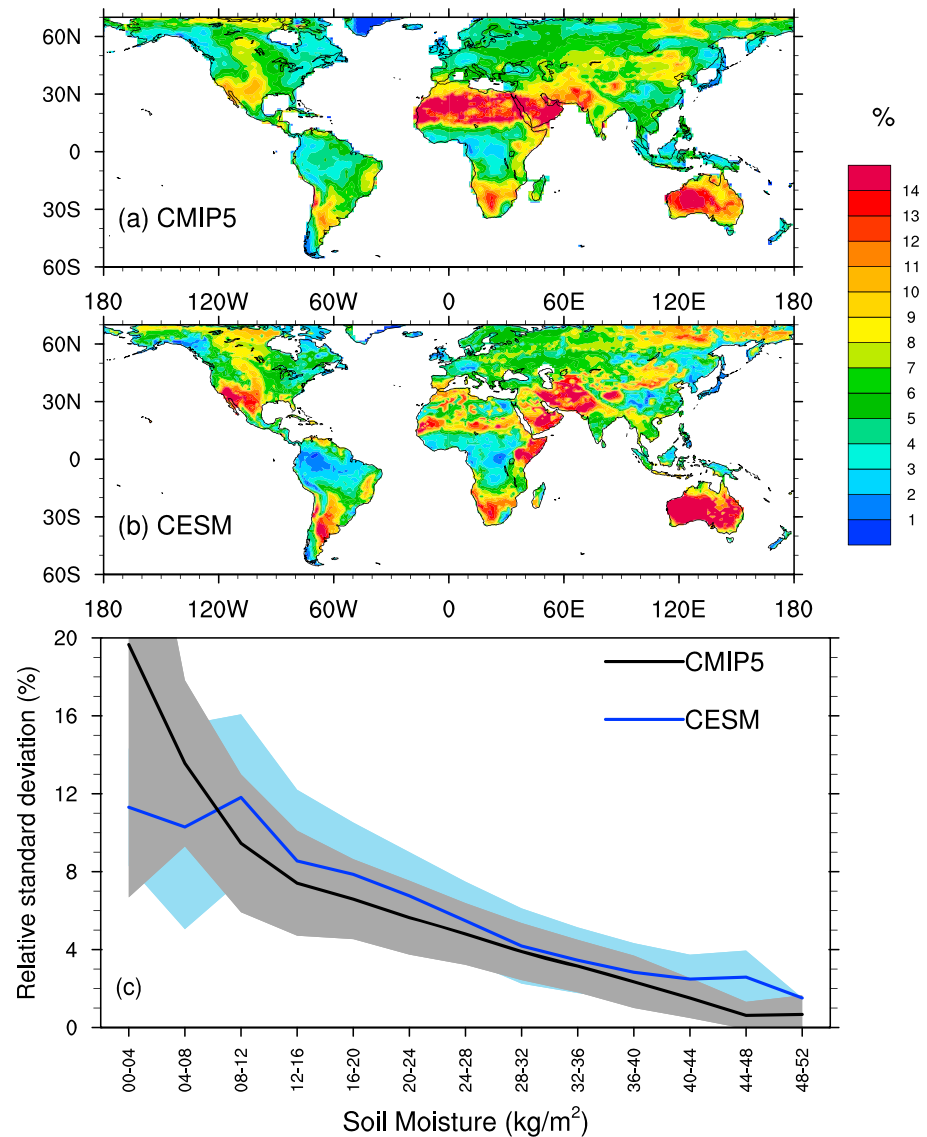 60N
30N
0
30S
60S
(a) CMIP5
180 120W 60W 0 60E 120E 180
60N
30N
0
30S
60S
(b) CESM
180 120W 60W 0 60E 120E 180
%
14
13
12
11
10
9
8
7
6
5
4
3
2
1
Relative standard deviation (%)
20
16
12
8
4
0
CMIP5
CESM
(c)
00-04 04-08 08-12 12-16 16-20 20-24 24-28 28-32 32-36 36-40 40-44 44-48 48-52
Soil Moisture (kg/m²)